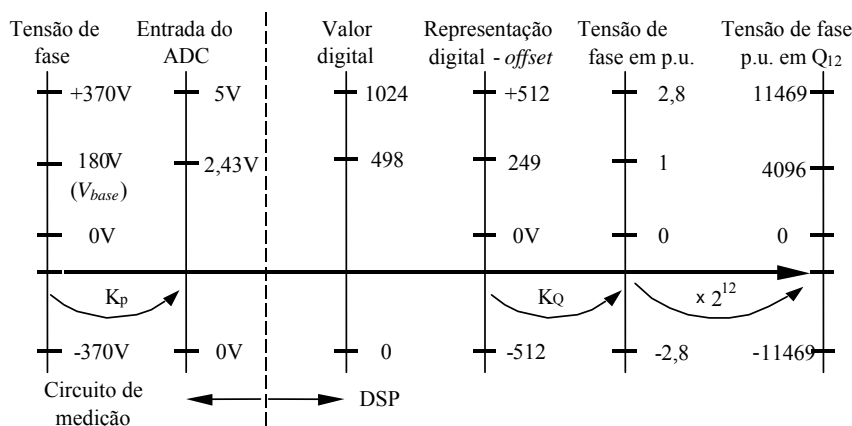 Tensão de fase
Entrada do ADC
Valor digital
Representação digital - offset
Tensão de fase em p.u.
Tensão de fase p.u. em Q12
+370V
5V
1024
+512
2,8
11469
180V
(Vbase)
2,43V
498
249
1
4096
0V
0V
0
0
Kp
KQ
x 2^12
-370V
0V
0
-512
-2,8
-11469
Circuito de medição
DSP